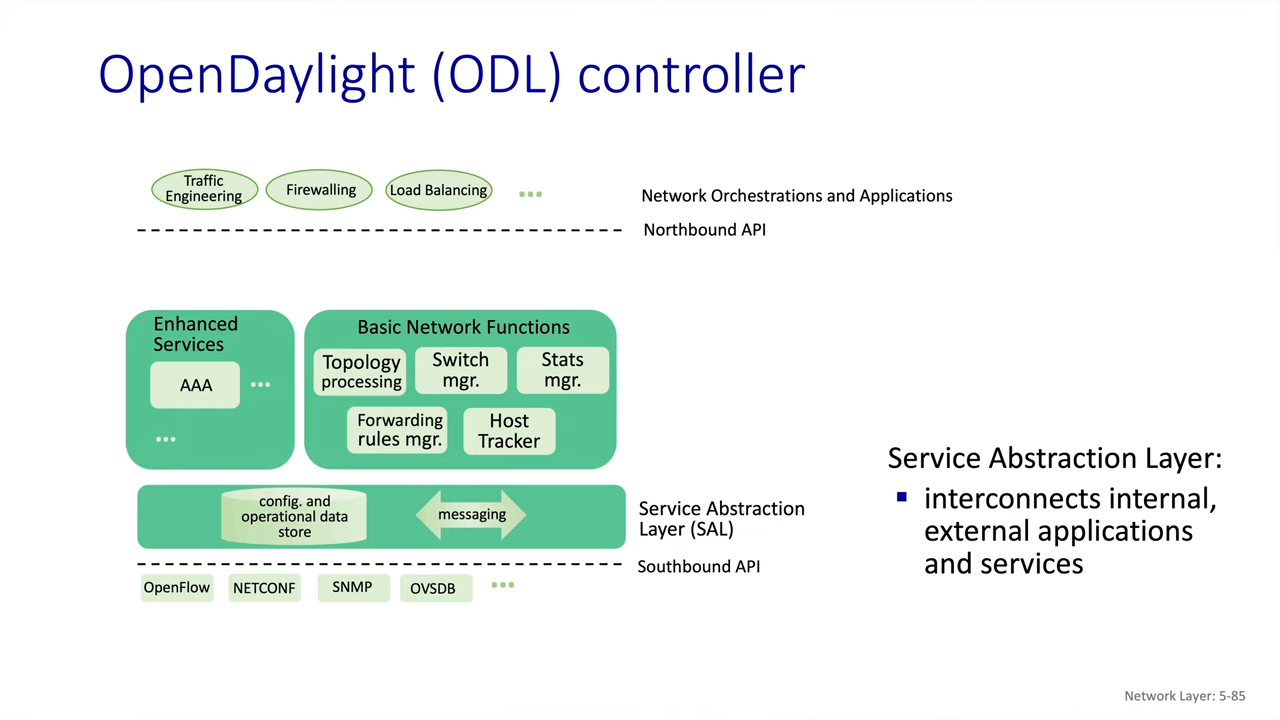 OpenDaylight (ODL) controller
Traffic
Engineering
Firewalling
Load Balancing
...
Network Orchestrations and Applications
Northbound API
Enhanced
Services
AAA
...
...
Basic Network Functions
Topology
processing
Switch
mgr.
Stats
mgr.
Forwarding
rules mgr.
Host
Tracker
config. and
operational data
store
messaging
Service Abstraction
Layer (SAL)
Southbound API
OpenFlow
NETCONF
SNMP
OVSDB
...
Service Abstraction Layer:
▪ interconnects internal,
external applications
and services
Network Layer: 5-85